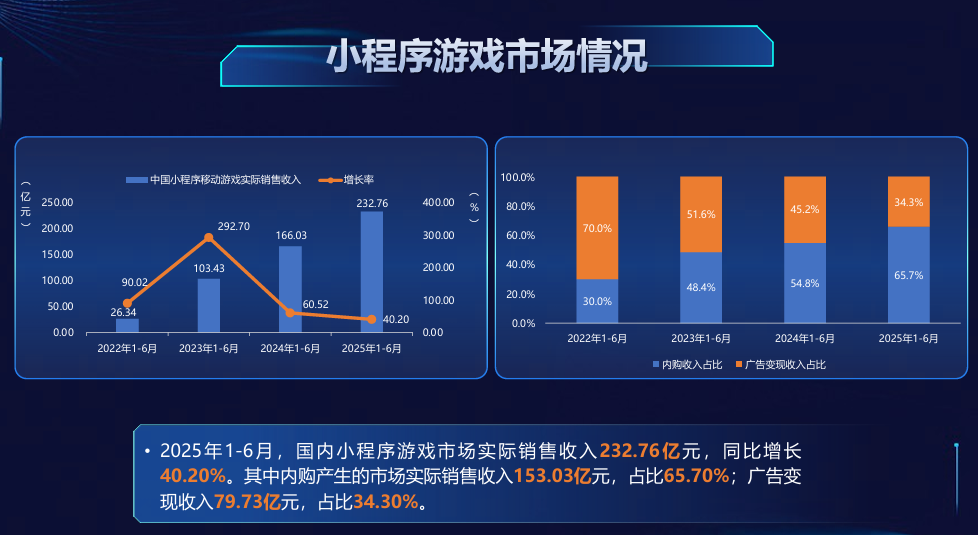 小程序游戏市场情况
（亿元）
中国小程序移动游戏实际销售收入 增长率
（%）
250.00
200.00
150.00
100.00
50.00
0.00
400.00
300.00
200.00
100.00
0.00
26.34
103.43
166.03
232.76
90.02
292.70
60.52
40.20
2022年1-6月 2023年1-6月 2024年1-6月 2025年1-6月
100.0%
80.0%
60.0%
40.0%
20.0%
0.0%
70.0% 51.6% 45.2% 34.3%
30.0% 48.4% 54.8% 65.7%
2022年1-6月 2023年1-6月 2024年1-6月 2025年1-6月
内购收入占比 广告变现收入占比
• 2025年1-6月，国内小程序游戏市场实际销售收入232.76亿元，同比增长
40.20%。其中内购产生的市场实际销售收入153.03亿元，占比65.70%；广告变
现收入79.73亿元，占比34.30%。